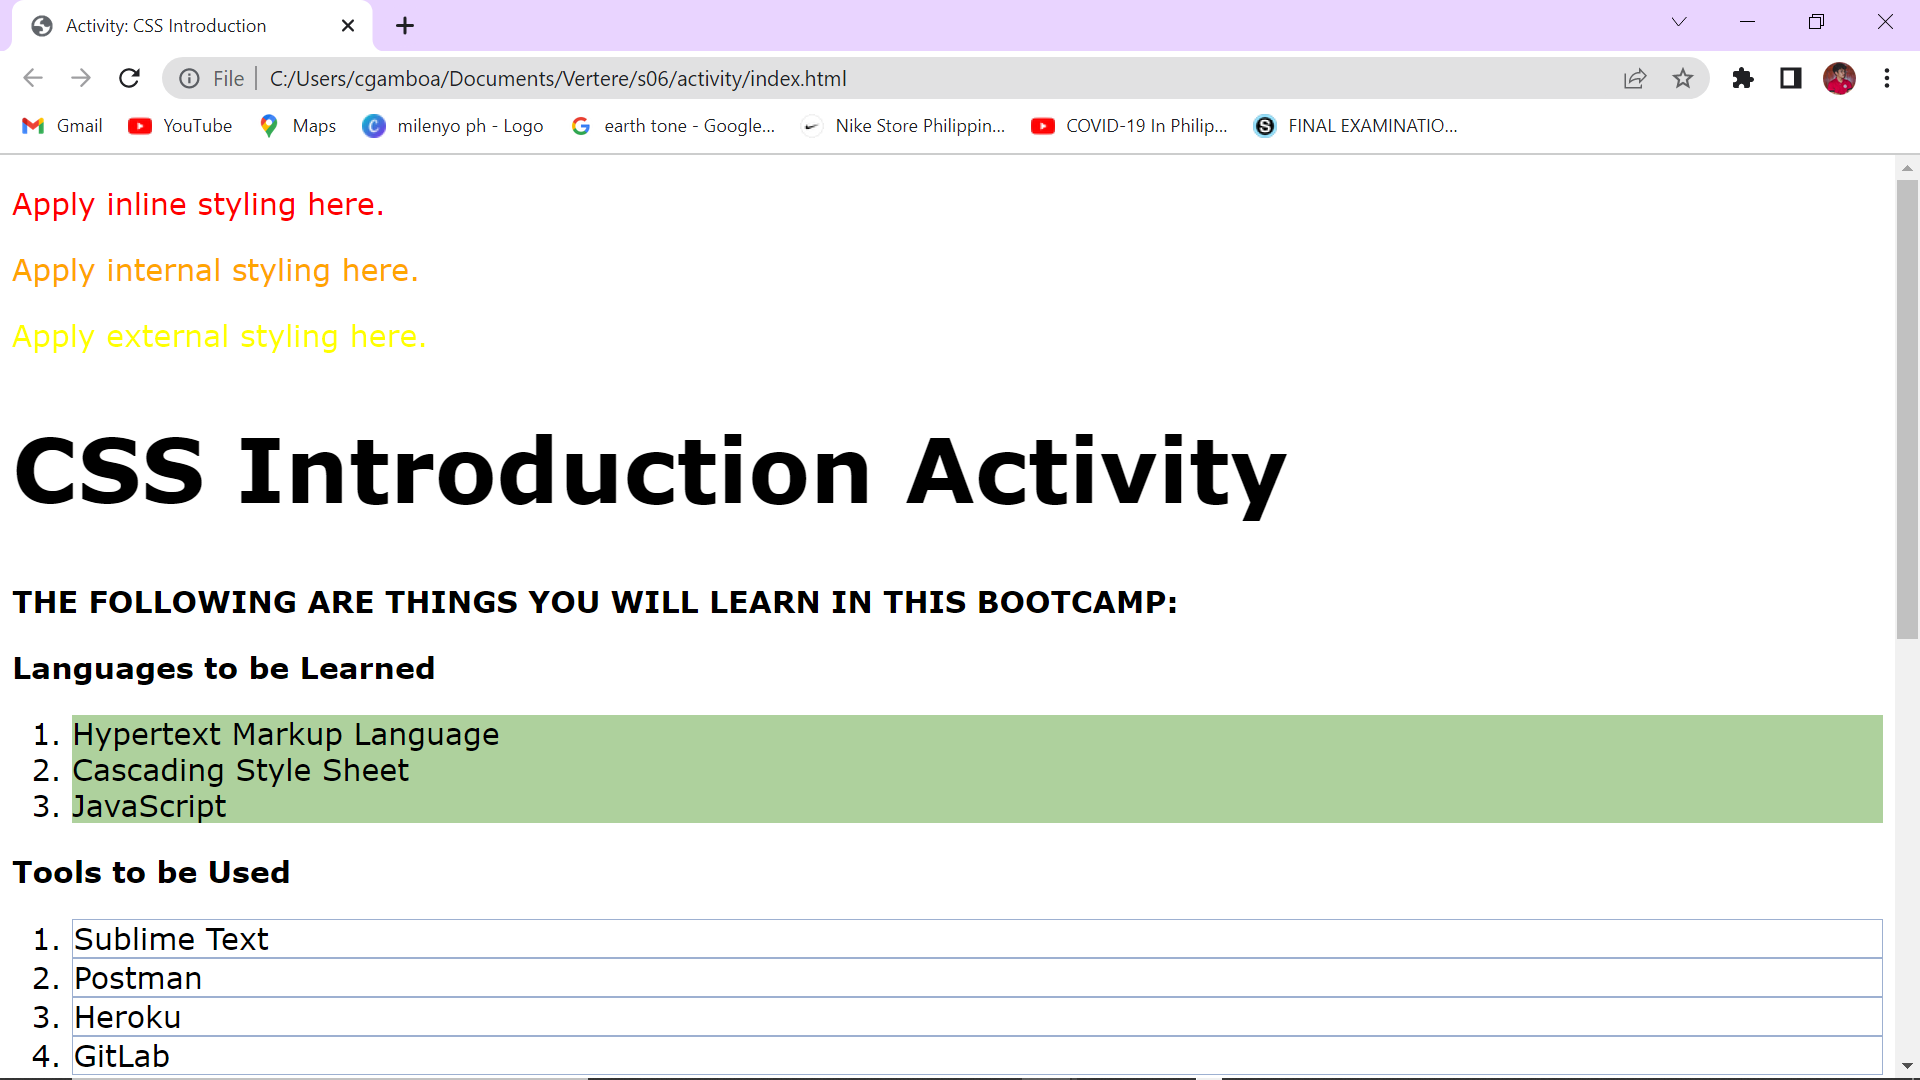 Activity: CSS Introduction
File | C:/Users/cgamboa/Documents/Vertere/s06/activity/index.html
Gmail YouTube Maps milenyo ph - Logo earth tone - Google... Nike Store Philippin... COVID-19 In Philip... FINAL EXAMINATIO...
Apply inline styling here.
Apply internal styling here.
Apply external styling here.
CSS Introduction Activity
THE FOLLOWING ARE THINGS YOU WILL LEARN IN THIS BOOTCAMP:
Languages to be Learned
1. Hypertext Markup Language
2. Cascading Style Sheet
3. JavaScript
Tools to be Used
1. Sublime Text
2. Postman
3. Heroku
4. GitLab